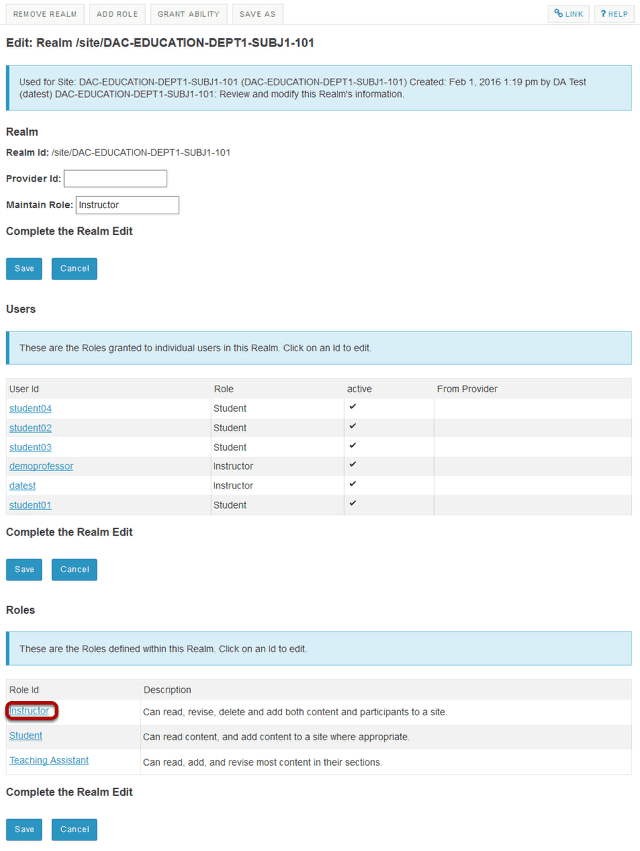 REMOVE REALM ADD ROLE GRANT ABILITY SAVE AS LINK ? HELP
Edit: Realm /site/DAC-EDUCATION-DEPT1-SUBJ1-101
Used for Site: DAC-EDUCATION-DEPT1-SUBJ1-101 (DAC-EDUCATION-DEPT1-SUBJ1-101) Created: Feb 1, 2016 1:19 pm by DA Test
(datest) DAC-EDUCATION-DEPT1-SUBJ1-101: Review and modify this Realm's information.
Realm
Realm Id: /site/DAC-EDUCATION-DEPT1-SUBJ1-101
Provider Id:
Maintain Role: Instructor
Complete the Realm Edit
Save Cancel
Users
These are the Roles granted to individual users in this Realm. Click on an Id to edit.
User Id Role active From Provider
student04 Student
student02 Student
student03 Student
demoprofessor Instructor
datest Instructor
student01 Student
Complete the Realm Edit
Save Cancel
Roles
These are the Roles defined within this Realm. Click on an Id to edit.
Role Id Description
Instructor Can read, revise, delete and add both content and participants to a site.
Student Can read content, and add content to a site where appropriate.
Teaching Assistant Can read, add, and revise most content in their sections.
Complete the Realm Edit
Save Cancel